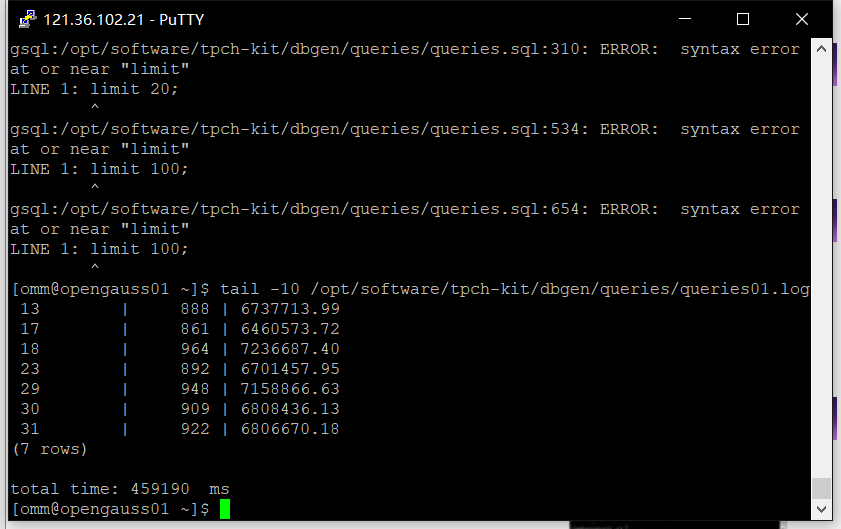 121.36.102.21 - PuTTY
gsql:/opt/software/tpch-kit/dbgen/queries/queries.sql:310: ERROR:  syntax error
at or near "limit"
LINE 1: limit 20;
        ^
gsql:/opt/software/tpch-kit/dbgen/queries/queries.sql:534: ERROR:  syntax error
at or near "limit"
LINE 1: limit 100;
        ^
gsql:/opt/software/tpch-kit/dbgen/queries/queries.sql:654: ERROR:  syntax error
at or near "limit"
LINE 1: limit 100;
        ^
[omm@opengauss01 ~]$ tail -10 /opt/software/tpch-kit/dbgen/queries/queries01.log
 13        |     888 | 6737713.99
 17        |     861 | 6460573.72
 18        |     964 | 7236687.40
 23        |     892 | 6701457.95
 29        |     948 | 7158866.63
 30        |     909 | 6808436.13
 31        |     922 | 6806670.18
(7 rows)

total time: 459190  ms
[omm@opengauss01 ~]$